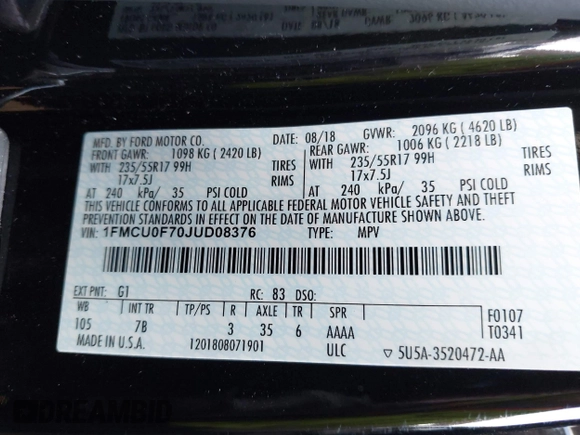 MFD. BY FORD MOTOR CO. DATE: 08/18 GVWR: 2096 KG ( 4620 LB)
FRONT GAWR: 1098 KG ( 2420 LB) REAR GAWR: 1006 KG ( 2218 LB)
WITH 235/55R17 99H TIRES WITH 235/55R17 99H TIRES
17x7.5J RIMS 17x7.5J RIMS
AT 240 kPa/ 35 PSI COLD AT 240 kPa/ 35 PSI COLD
THIS VEHICLE CONFORMS TO ALL APPLICABLE FEDERAL MOTOR VEHICLE SAFETY AND THEFT
PREVENTION STANDARDS IN EFFECT ON THE DATE OF MANUFACTURE SHOWN ABOVE.
VIN: 1FMCU0F70JUD08376 TYPE: MPV
EXT PNT: G1 RC: 83 DSO:
WB INT TR TP/PS R AXLE TR SPR F0107
105 7B 3 35 6 AAAA T0341
MADE IN U.S.A. 1201808071901 ULC ▽ 5U5A-3520472-AA
DREAMBID